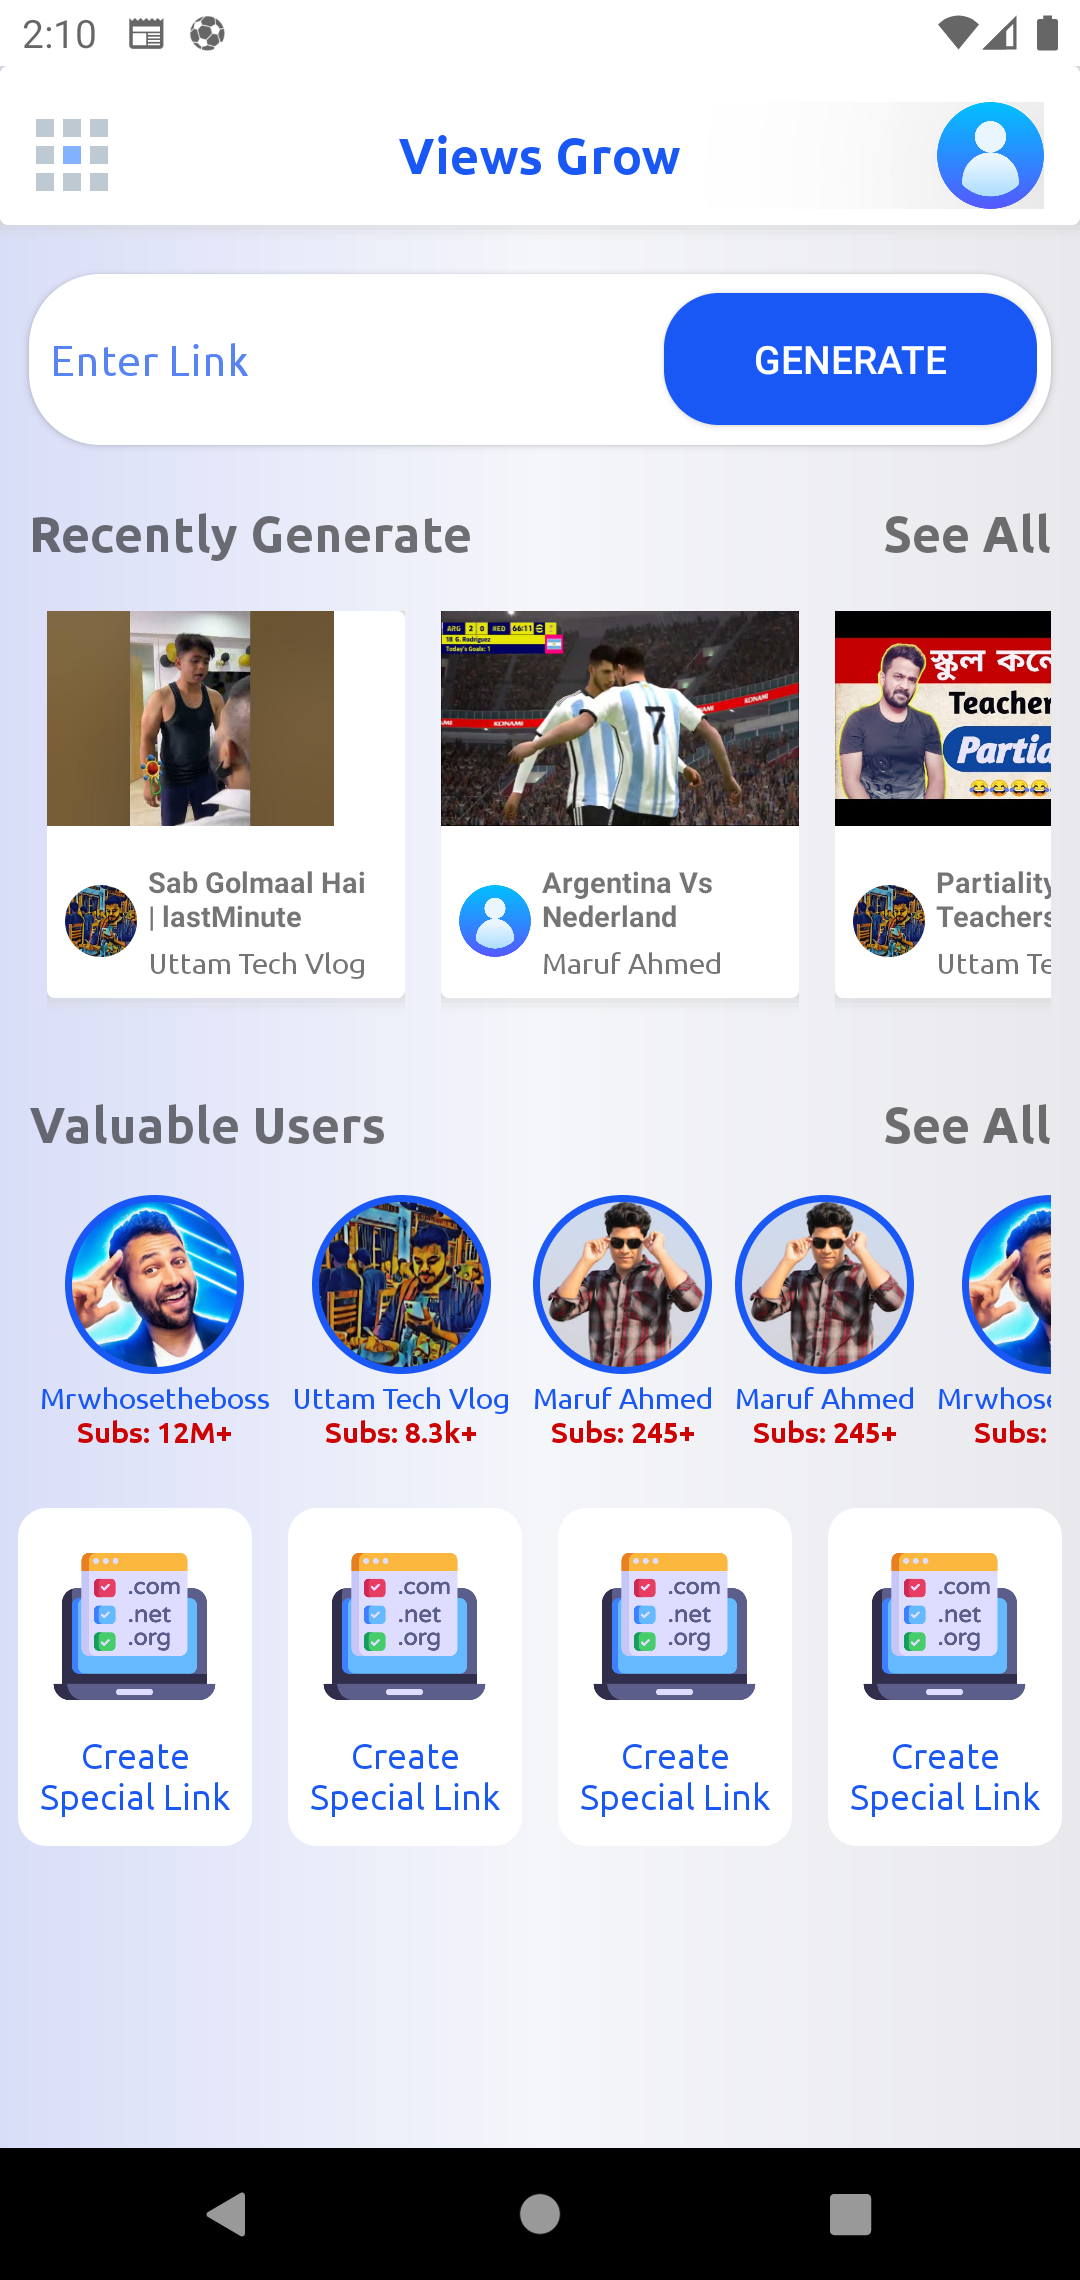 2:10
Views Grow
Enter Link
GENERATE
Recently Generate
See All
ARG 2 0 NED 66:11
18 G. Rodriguez
Today's Goals: 1
KONAMI
KONAMI
7
স্কুল
Teacher
Partia
Sab Golmaal Hai
| lastMinute
Uttam Tech Vlog
Argentina Vs
Nederland
Maruf Ahmed
Partiality
Teachers
Uttam Te
Valuable Users
See All
Mrwhosetheboss
Subs: 12M+
Uttam Tech Vlog
Subs: 8.3k+
Maruf Ahmed
Subs: 245+
Maruf Ahmed
Subs: 245+
Mrwhose
Subs:
.com
.net
.org
Create
Special Link
.com
.net
.org
Create
Special Link
.com
.net
.org
Create
Special Link
.com
.net
.org
Create
Special Link